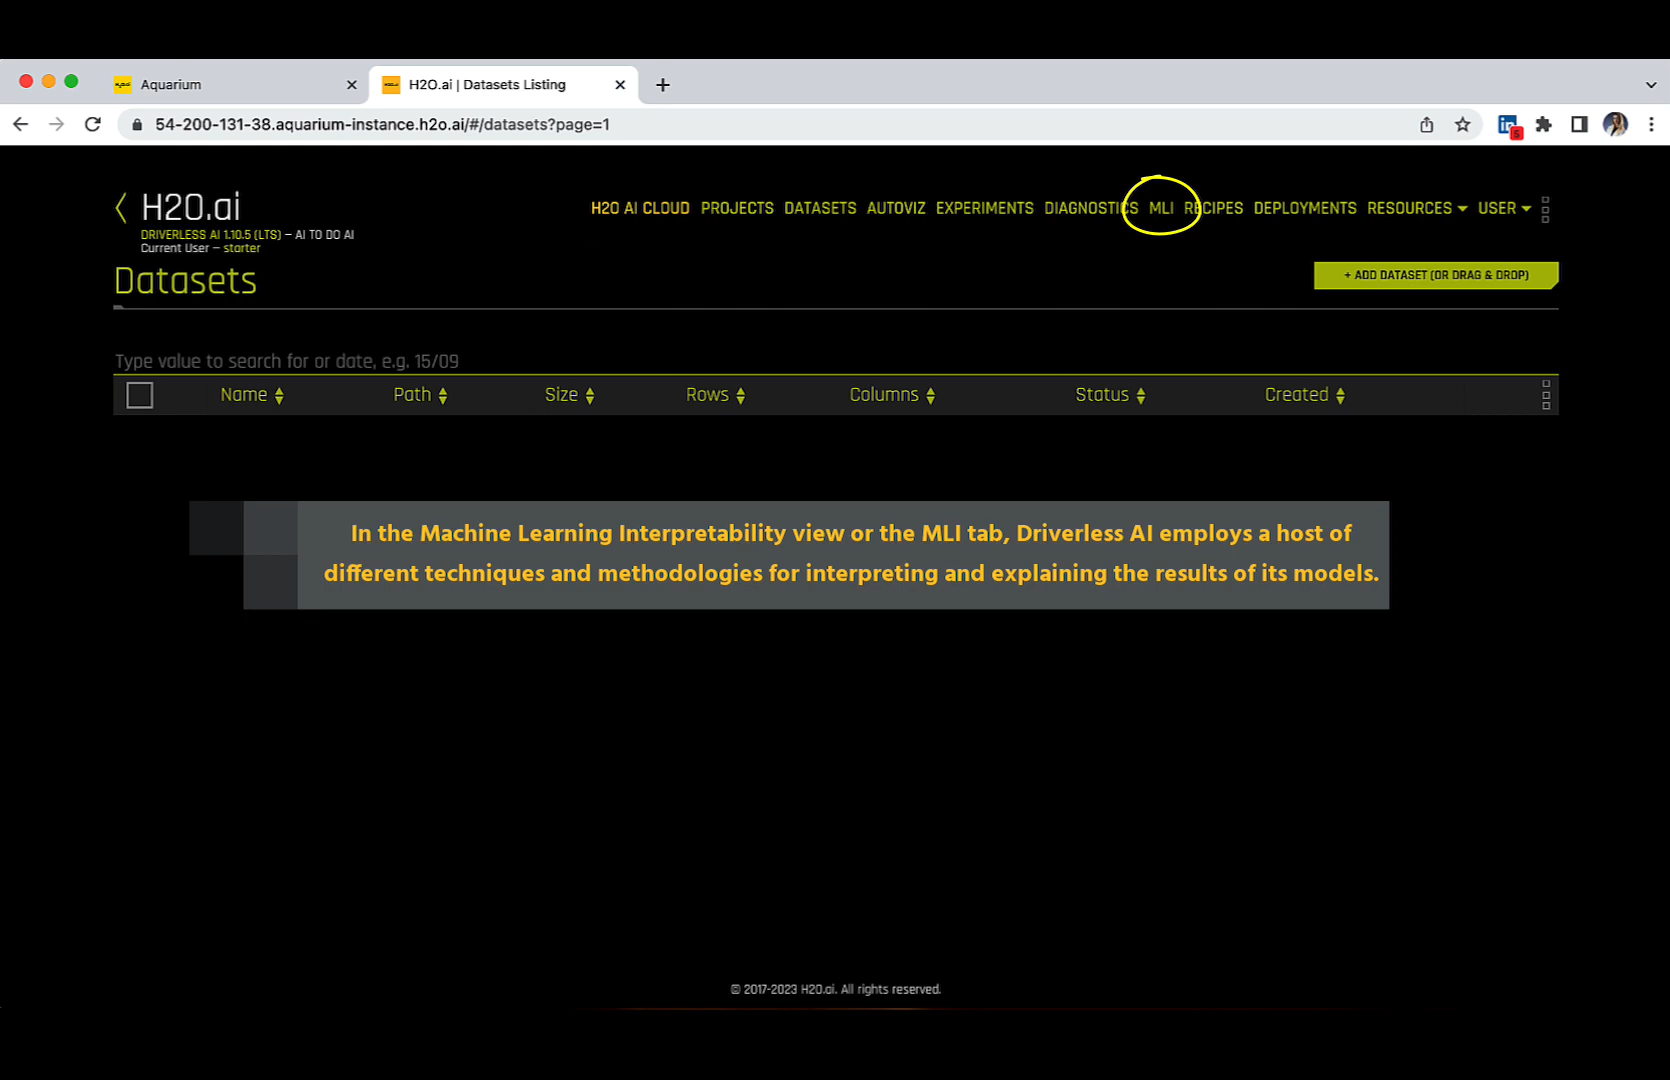 Aquarium
H2O.ai | Datasets Listing
54-200-131-38.aquarium-instance.h2o.ai/#/datasets?page=1
H2O.ai
H2O AI CLOUD PROJECTS DATASETS AUTOVIZ EXPERIMENTS DIAGNOSTICS MLI RECIPES DEPLOYMENTS RESOURCES USER
DRIVERLESS AI 1.10.5 (LTS) – AI TO DO AI
Current User – starter
Datasets
+ ADD DATASET (OR DRAG & DROP)
Type value to search for or date, e.g. 15/09
Name Path Size Rows Columns Status Created
In the Machine Learning Interpretability view or the MLI tab, Driverless AI employs a host of
different techniques and methodologies for interpreting and explaining the results of its models.
© 2017-2023 H2O.ai. All rights reserved.